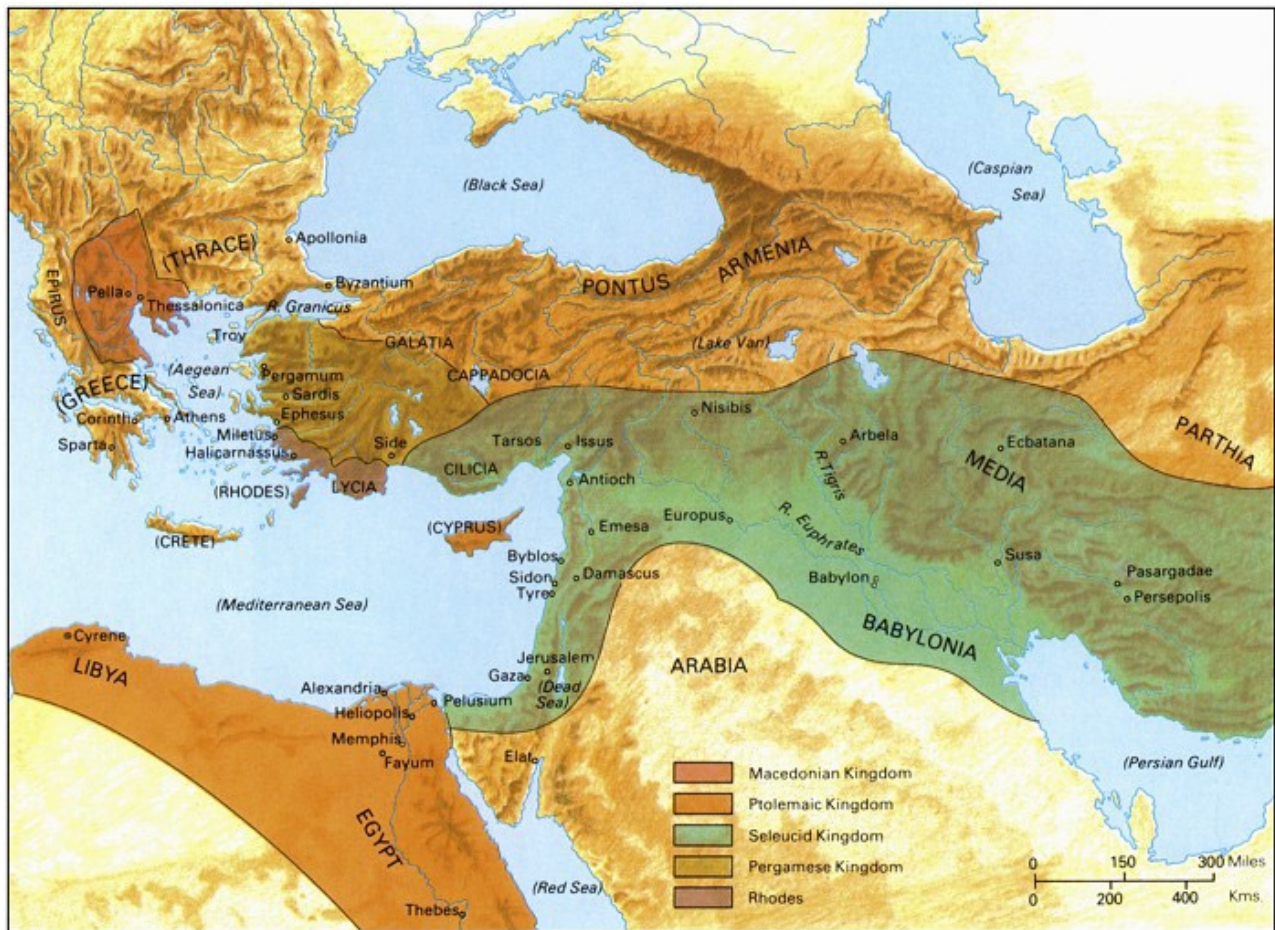 (Black Sea)
(Caspian
Sea)
(THRACE)
Apollonia
ARMENIA
PONTUS
EPIRUS
Byzantium
Pella
Thessalonica
R. Granicus
Troy
GALATIA
(Lake Van)
(Aegean
Sea)
Pergamum
CAPPADOCIA
(GREECE)
Sardis
Corinth
Athens
Ephesus
Nisibis
PARTHIA
Sparta
Miletus
Halicarnassus
Side
Tarsos
Issus
Arbela
Ecbatana
MEDIA
CILICIA
R.Tigris
(RHODES)
LYCIA
Antioch
Europus
R. Euphrates
(CRETE)
(CYPRUS)
Emesa
Byblos
Susa
Sidon
Damascus
Babylon
Pasargadae
Tyre
Persepolis
(Mediterranean Sea)
BABYLONIA
Cyrene
LIBYA
Jerusalem
ARABIA
Gaza
(Dead
Sea)
Alexandria
Pelusium
Heliopolis
Memphis
Fayum
Elat
(Persian Gulf)
EGYPT
(Red Sea)
Thebes
Macedonian Kingdom
Ptolemaic Kingdom
Seleucid Kingdom
Pergamese Kingdom
Rhodes
0 150 300 Miles
0 200 400 Kms.